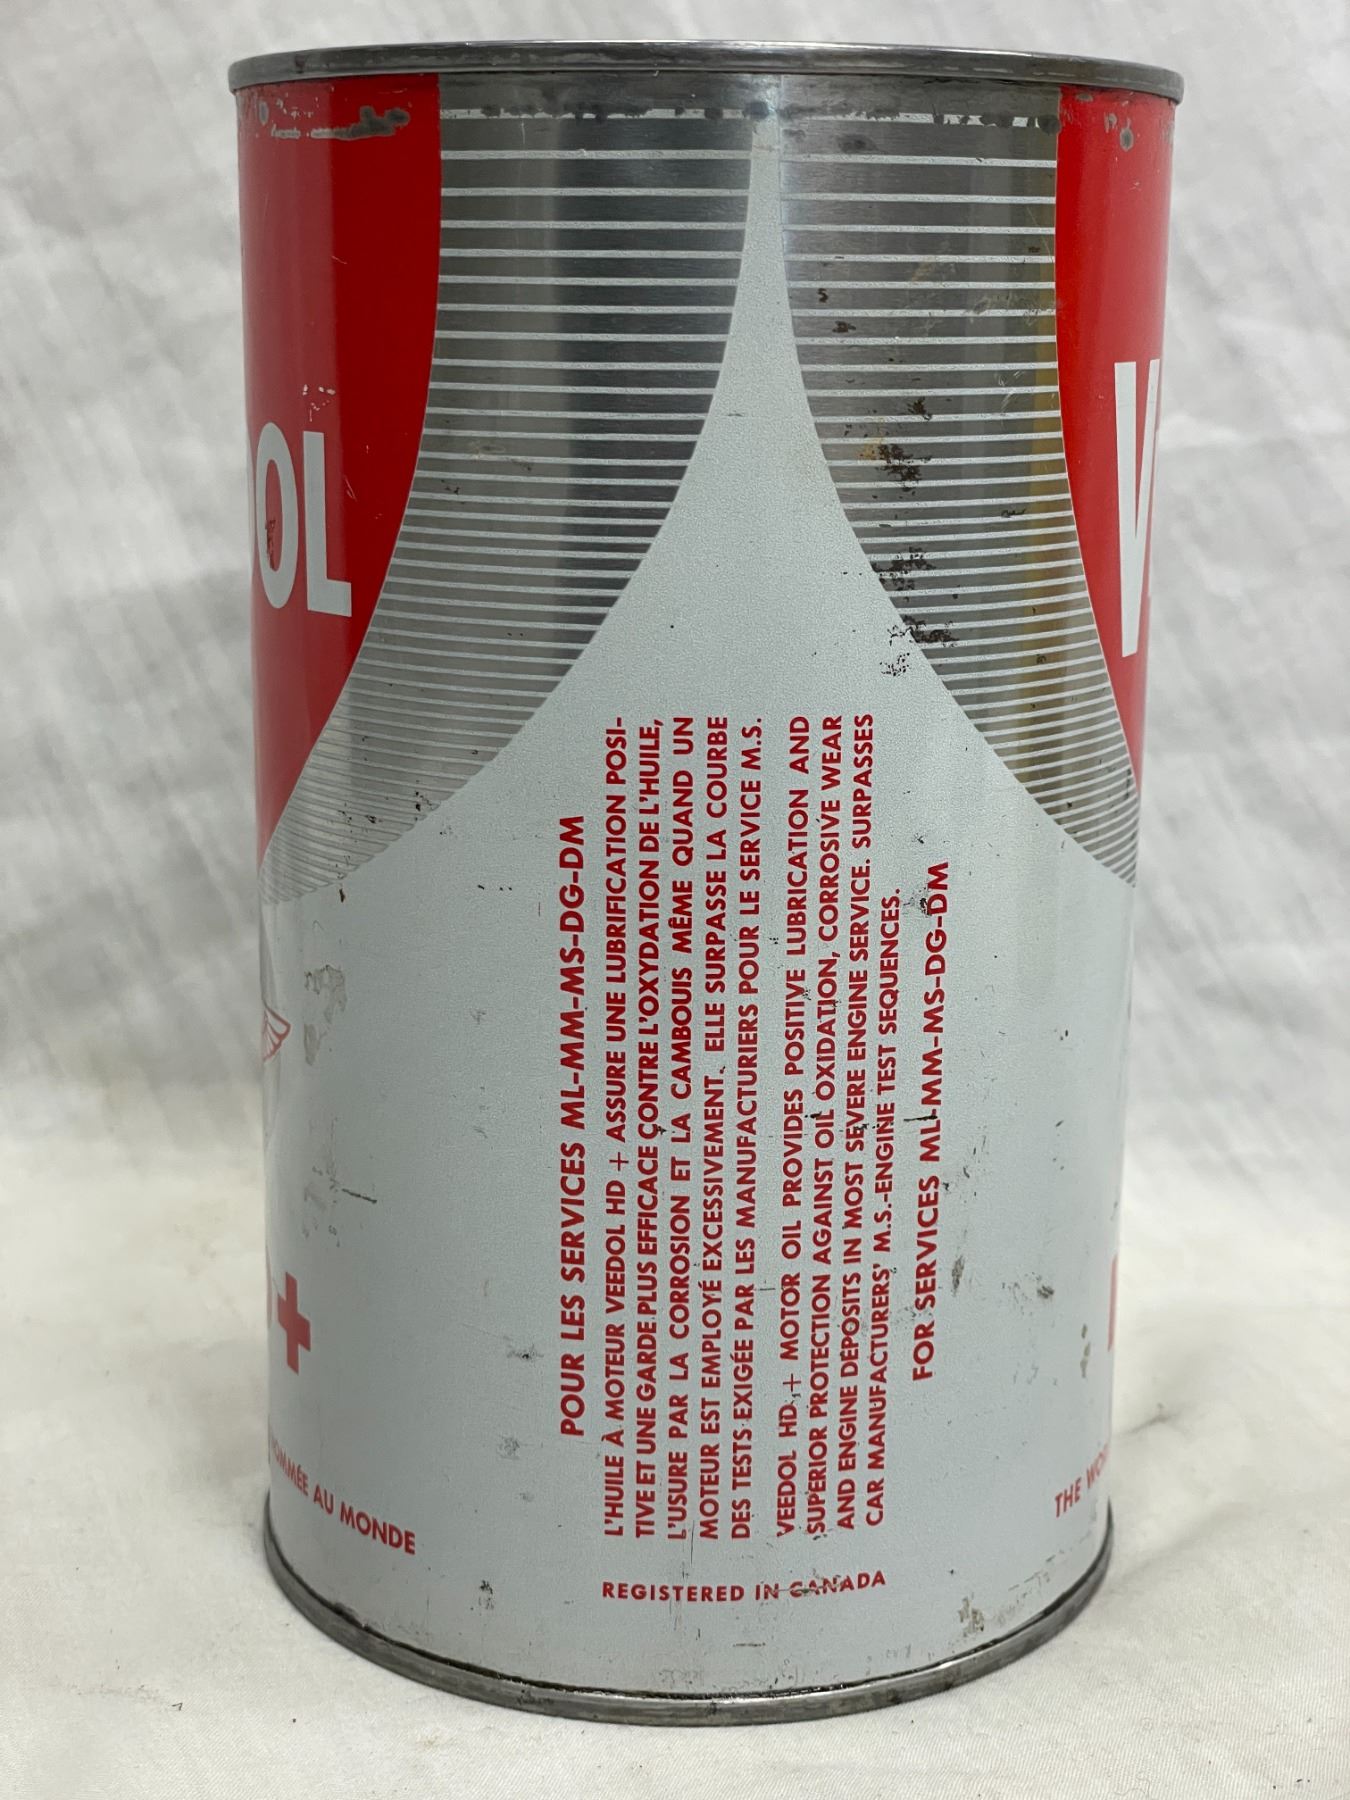 OL
V
POUR LES SERVICES ML-MM-MS-DG-DM
L'HUILE À MOTEUR VEEDOL HD + ASSURE UNE LUBRIFICATION POSI-
TIVE ET UNE GARDE PLUS EFFICACE CONTRE L'OXYDATION DE L'HUILE,
L'USURE PAR LA CORROSION ET LA CAMBOUIS MÊME QUAND UN
MOTEUR EST EMPLOYÉ EXCESSIVEMENT. ELLE SURPASSE LA COURBE
DES TESTS EXIGÉE PAR LES MANUFACTURIERS POUR LE SERVICE M.S.
VEEDOL HD + MOTOR OIL PROVIDES POSITIVE LUBRICATION AND
SUPERIOR PROTECTION AGAINST OIL OXIDATION, CORROSIVE WEAR
AND ENGINE DEPOSITS IN MOST SEVERE ENGINE SERVICE. SURPASSES
CAR MANUFACTURERS' M.S.-ENGINE TEST SEQUENCES.
FOR SERVICES ML-MM-MS-DG-DM
+
OMMÉE AU MONDE
THE WO
REGISTERED IN CANADA